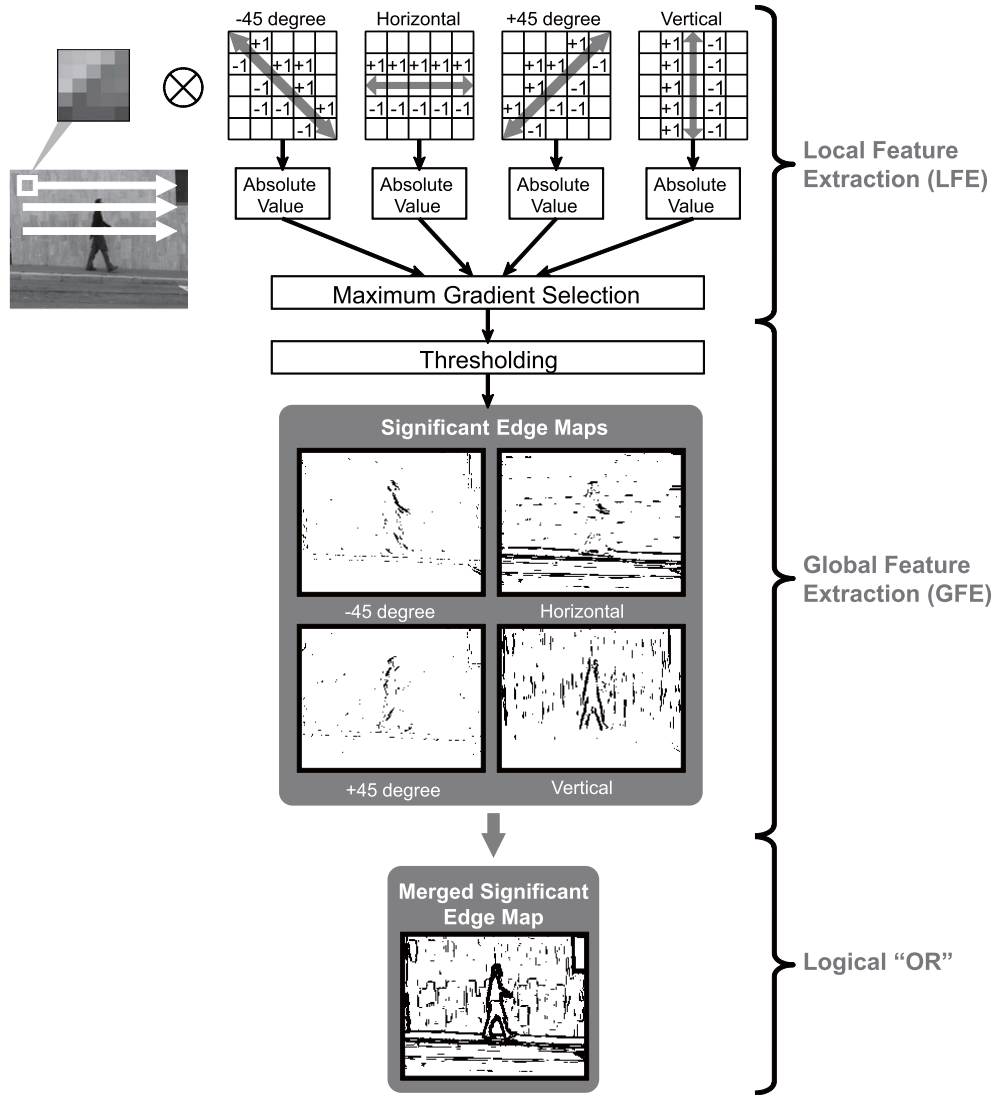 -45 degree Horizontal +45 degree Vertical
+1 +1 +1 -1
-1 +1 +1 +1 +1 +1 +1 +1 +1 +1 -1 +1 -1
-1 +1 +1 -1 +1 -1
-1 -1 +1 -1 -1 -1 -1 -1 +1 -1 -1 +1 -1
-1 -1 +1 -1
Absolute Value
Absolute Value
Absolute Value
Absolute Value
Local Feature
Extraction (LFE)
Maximum Gradient Selection
Thresholding
Significant Edge Maps
-45 degree Horizontal
+45 degree Vertical
Global Feature
Extraction (GFE)
Merged Significant
Edge Map
Logical “OR”